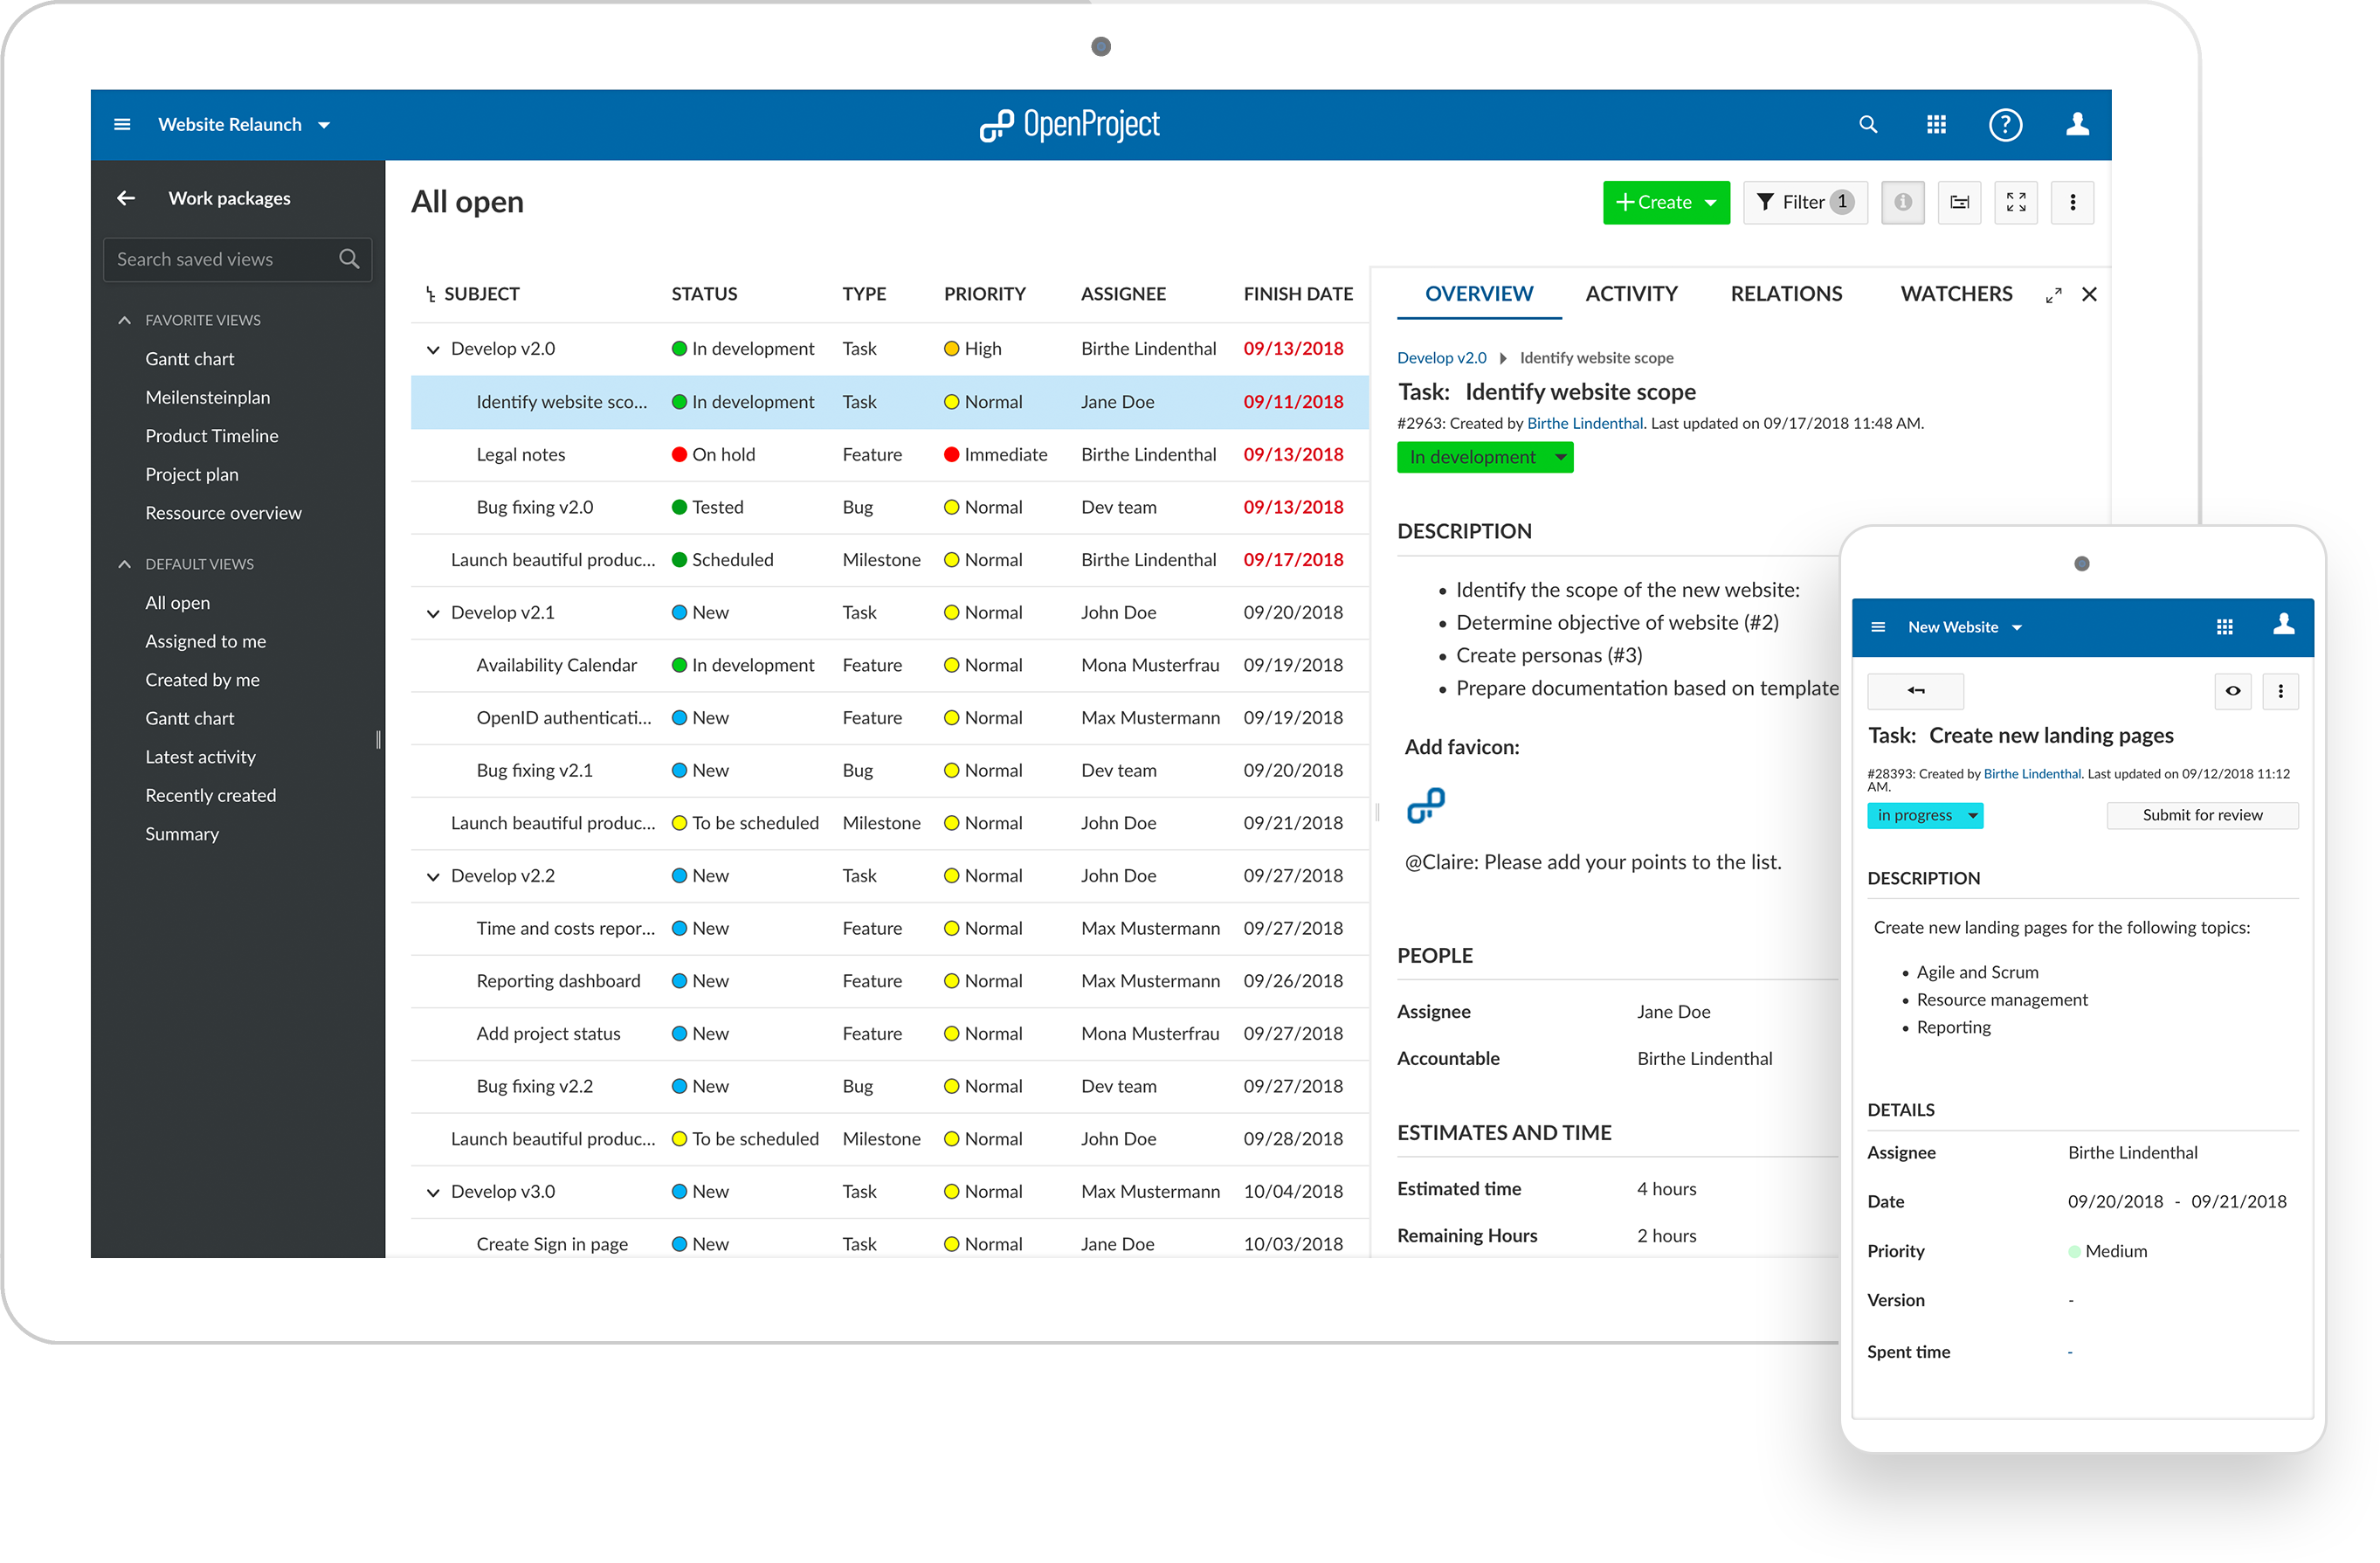 Website Relaunch
OpenProject
?
Work packages
Search saved views
FAVORITE VIEWS
Gantt chart
Meilensteinplan
Product Timeline
Project plan
Ressource overview
DEFAULT VIEWS
All open
Assigned to me
Created by me
Gantt chart
Latest activity
Recently created
Summary
All open
+ Create
Filter 1
SUBJECT STATUS TYPE PRIORITY ASSIGNEE FINISH DATE
Develop v2.0 In development Task High Birthe Lindenthal 09/13/2018
Identify website sco... In development Task Normal Jane Doe 09/11/2018
Legal notes On hold Feature Immediate Birthe Lindenthal 09/13/2018
Bug fixing v2.0 Tested Bug Normal Dev team 09/13/2018
Launch beautiful produc... Scheduled Milestone Normal Birthe Lindenthal 09/17/2018
Develop v2.1 New Task Normal John Doe 09/20/2018
Availability Calendar In development Feature Normal Mona Musterfrau 09/19/2018
OpenID authenticati... New Feature Normal Max Mustermann 09/19/2018
Bug fixing v2.1 New Bug Normal Dev team 09/20/2018
Launch beautiful produc... To be scheduled Milestone Normal John Doe 09/21/2018
Develop v2.2 New Task Normal John Doe 09/27/2018
Time and costs repor... New Feature Normal Max Mustermann 09/27/2018
Reporting dashboard New Feature Normal Max Mustermann 09/26/2018
Add project status New Feature Normal Mona Musterfrau 09/27/2018
Bug fixing v2.2 New Bug Normal Dev team 09/27/2018
Launch beautiful produc... To be scheduled Milestone Normal John Doe 09/28/2018
Develop v3.0 New Task Normal Max Mustermann 10/04/2018
Create Sign in page New Task Normal Jane Doe 10/03/2018
OVERVIEW ACTIVITY RELATIONS WATCHERS
Develop v2.0 Identify website scope
Task: Identify website scope
#2963: Created by Birthe Lindenthal. Last updated on 09/17/2018 11:48 AM.
In development
DESCRIPTION
• Identify the scope of the new website:
• Determine objective of website (#2)
• Create personas (#3)
• Prepare documentation based on template
Add favicon:
@Claire: Please add your points to the list.
PEOPLE
Assignee Jane Doe
Accountable Birthe Lindenthal
ESTIMATES AND TIME
Estimated time 4 hours
Remaining Hours 2 hours
New Website
Task: Create new landing pages
#28393: Created by Birthe Lindenthal. Last updated on 09/12/2018 11:12
AM.
in progress
Submit for review
DESCRIPTION
Create new landing pages for the following topics:
• Agile and Scrum
• Resource management
• Reporting
DETAILS
Assignee Birthe Lindenthal
Date 09/20/2018 - 09/21/2018
Priority Medium
Version -
Spent time -